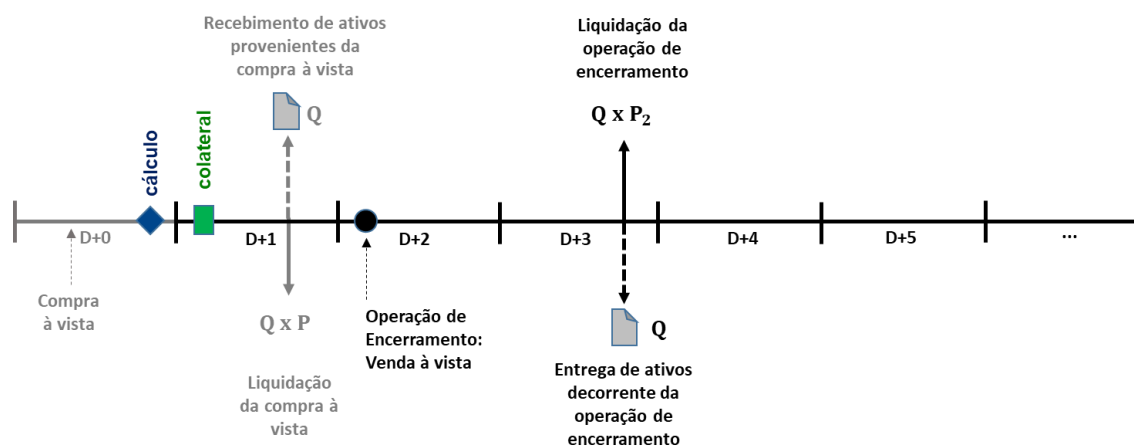 Recebimento de ativos
provenientes da
compra à vista
Q
Liquidação da
operação de
encerramento
Q x P₂
cálculo
colateral
D+0
D+1
D+2
D+3
D+4
D+5
...
Compra
à vista
Q x P
Liquidação
da compra à
vista
Operação de
Encerramento:
Venda à vista
Q
Entrega de ativos
decorrente da
operação de
encerramento